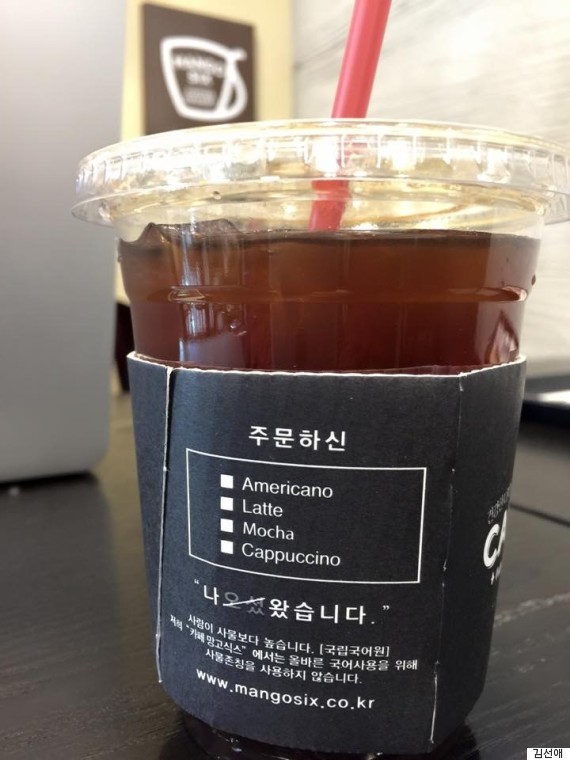 MANGO SIX
주문하신
Americano
Latte
Mocha
Cappuccino
“나오셨왔습니다.”
사람이 사물보다 높습니다. [국립국어원]
저희 "카페 망고식스" 에서는 올바른 국어사용을 위해
사물존칭을 사용하지 않습니다.
www.mangosix.co.kr
CA
김선애